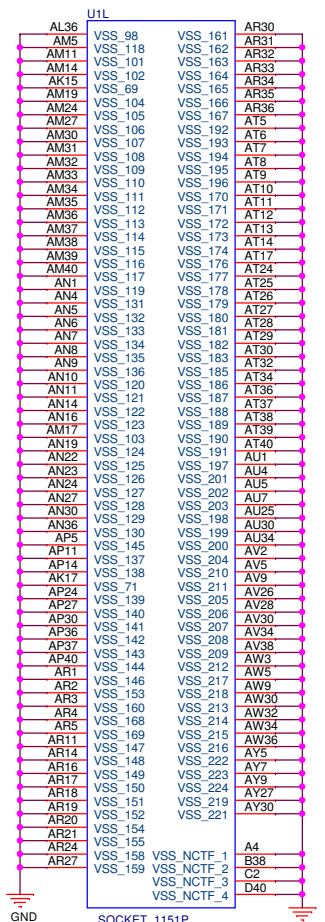 U1L
AL36 VSS_98 VSS_161 AR30
AM5 VSS_118 VSS_162 AR31
AM11 VSS_101 VSS_163 AR32
AM14 VSS_102 VSS_164 AR33
AK15 VSS_69 VSS_165 AR34
AM19 VSS_104 VSS_166 AR35
AM24 VSS_105 VSS_167 AR36
AM27 VSS_106 VSS_192 AT5
AM30 VSS_107 VSS_193 AT6
AM31 VSS_108 VSS_194 AT7
AM32 VSS_109 VSS_195 AT8
AM33 VSS_110 VSS_196 AT9
AM34 VSS_111 VSS_170 AT10
AM35 VSS_112 VSS_171 AT11
AM36 VSS_113 VSS_172 AT12
AM37 VSS_114 VSS_173 AT13
AM38 VSS_115 VSS_174 AT14
AM39 VSS_116 VSS_176 AT17
AM40 VSS_117 VSS_177 AT24
AN1 VSS_119 VSS_178 AT25
AN4 VSS_131 VSS_179 AT26
AN5 VSS_132 VSS_180 AT27
AN6 VSS_133 VSS_181 AT28
AN7 VSS_134 VSS_182 AT29
AN8 VSS_135 VSS_183 AT30
AN9 VSS_136 VSS_185 AT32
AN10 VSS_120 VSS_186 AT34
AN11 VSS_121 VSS_187 AT36
AN14 VSS_122 VSS_188 AT37
AN16 VSS_123 VSS_189 AT38
AM17 VSS_103 VSS_190 AT39
AN19 VSS_124 VSS_191 AT40
AN22 VSS_125 VSS_197 AU1
AN23 VSS_126 VSS_201 AU4
AN24 VSS_127 VSS_202 AU5
AN27 VSS_128 VSS_203 AU7
AN30 VSS_129 VSS_198 AU25
AN36 VSS_130 VSS_199 AU30
AP5 VSS_145 VSS_200 AU34
AP11 VSS_137 VSS_204 AV2
AP14 VSS_138 VSS_210 AV5
AK17 VSS_71 VSS_211 AV9
AP24 VSS_139 VSS_205 AV26
AP27 VSS_140 VSS_206 AV28
AP30 VSS_141 VSS_207 AV30
AP36 VSS_142 VSS_208 AV34
AP37 VSS_143 VSS_209 AV38
AP40 VSS_144 VSS_212 AW3
AR1 VSS_146 VSS_217 AW5
AR2 VSS_153 VSS_218 AW9
AR3 VSS_160 VSS_213 AW30
AR4 VSS_168 VSS_214 AW32
AR5 VSS_169 VSS_215 AW34
AR11 VSS_147 VSS_216 AW36
AR14 VSS_148 VSS_222 AY5
AR16 VSS_149 VSS_223 AY7
AR17 VSS_150 VSS_224 AY9
AR18 VSS_151 VSS_219 AY27
AR19 VSS_152 VSS_221 AY30
AR20 VSS_154
AR21 VSS_155
AR24 VSS_158 VSS_NCTF_1 A4
AR27 VSS_159 VSS_NCTF_2 B38
VSS_NCTF_3 C2
VSS_NCTF_4 D40
GND SOCKET_1151P